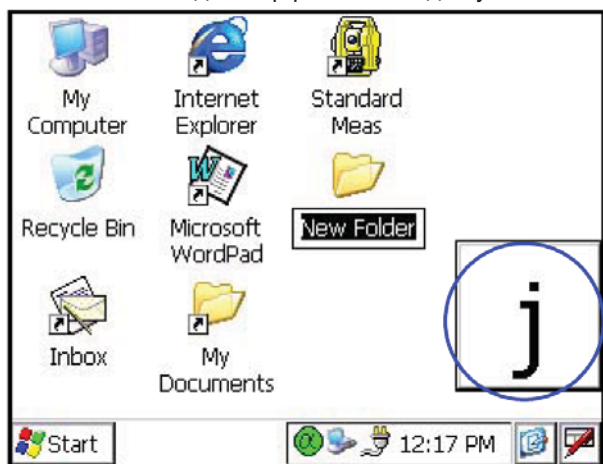 My Computer
Internet Explorer
Standard Meas
Recycle Bin
Microsoft WordPad
New Folder
j
Inbox
My Documents
Start
12:17 PM